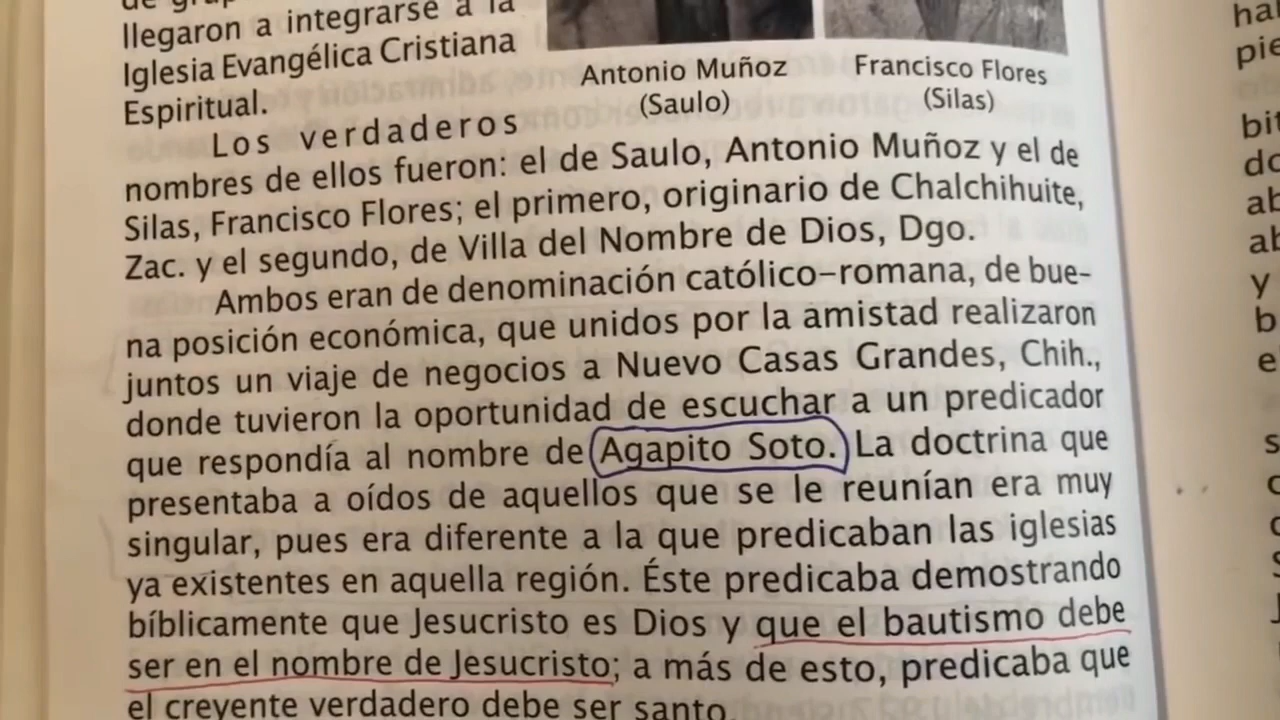 llegaron a integrarse a la
Iglesia Evangélica Cristiana
Espiritual.
Antonio Muñoz
(Saulo)
Francisco Flores
(Silas)
Los verdaderos
nombres de ellos fueron: el de Saulo, Antonio Muñoz y el de
Silas, Francisco Flores; el primero, originario de Chalchihuite,
Zac. y el segundo, de Villa del Nombre de Dios, Dgo.
Ambos eran de denominación católico-romana, de bue-
na posición económica, que unidos por la amistad realizaron
juntos un viaje de negocios a Nuevo Casas Grandes, Chih.,
donde tuvieron la oportunidad de escuchar a un predicador
que respondía al nombre de Agapito Soto. La doctrina que
presentaba a oídos de aquellos que se le reunían era muy
singular, pues era diferente a la que predicaban las iglesias
ya existentes en aquella región. Éste predicaba demostrando
bíblicamente que Jesucristo es Dios y que el bautismo debe
ser en el nombre de Jesucristo; a más de esto, predicaba que
el creyente verdadero debe ser santo.